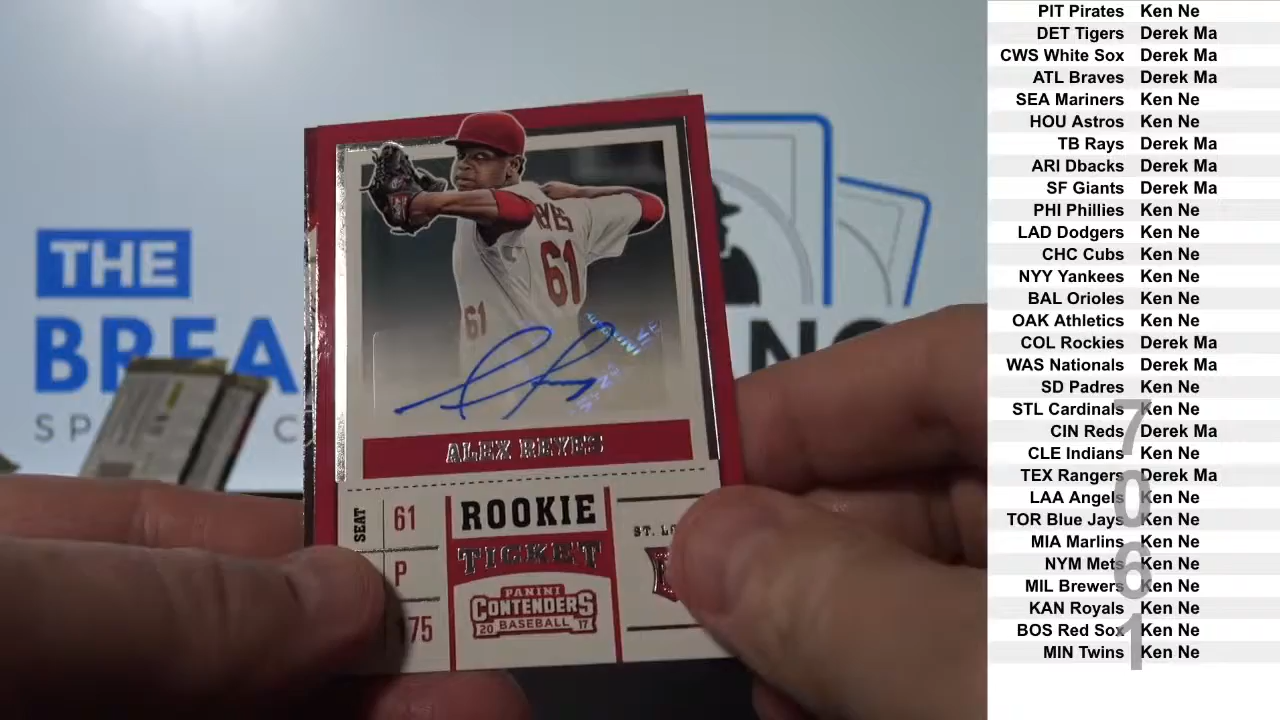 THE
BREA
NG
SP
C
61
61
ALEX REYES
SEAT
61
P
75
ROOKIE
TICKET
PANINI
CONTENDERS
20 BASEBALL 17
ST. LO
PIT Pirates Ken Ne
DET Tigers Derek Ma
CWS White Sox Derek Ma
ATL Braves Derek Ma
SEA Mariners Ken Ne
HOU Astros Ken Ne
TB Rays Derek Ma
ARI Dbacks Derek Ma
SF Giants Derek Ma
PHI Phillies Ken Ne
LAD Dodgers Ken Ne
CHC Cubs Ken Ne
NYY Yankees Ken Ne
BAL Orioles Ken Ne
OAK Athletics Ken Ne
COL Rockies Derek Ma
WAS Nationals Derek Ma
SD Padres Ken Ne
STL Cardinals Ken Ne
CIN Reds Derek Ma
CLE Indians Ken Ne
TEX Rangers Derek Ma
LAA Angels Ken Ne
TOR Blue Jays Ken Ne
MIA Marlins Ken Ne
NYM Mets Ken Ne
MIL Brewers Ken Ne
KAN Royals Ken Ne
BOS Red Sox Ken Ne
MIN Twins Ken Ne
7061